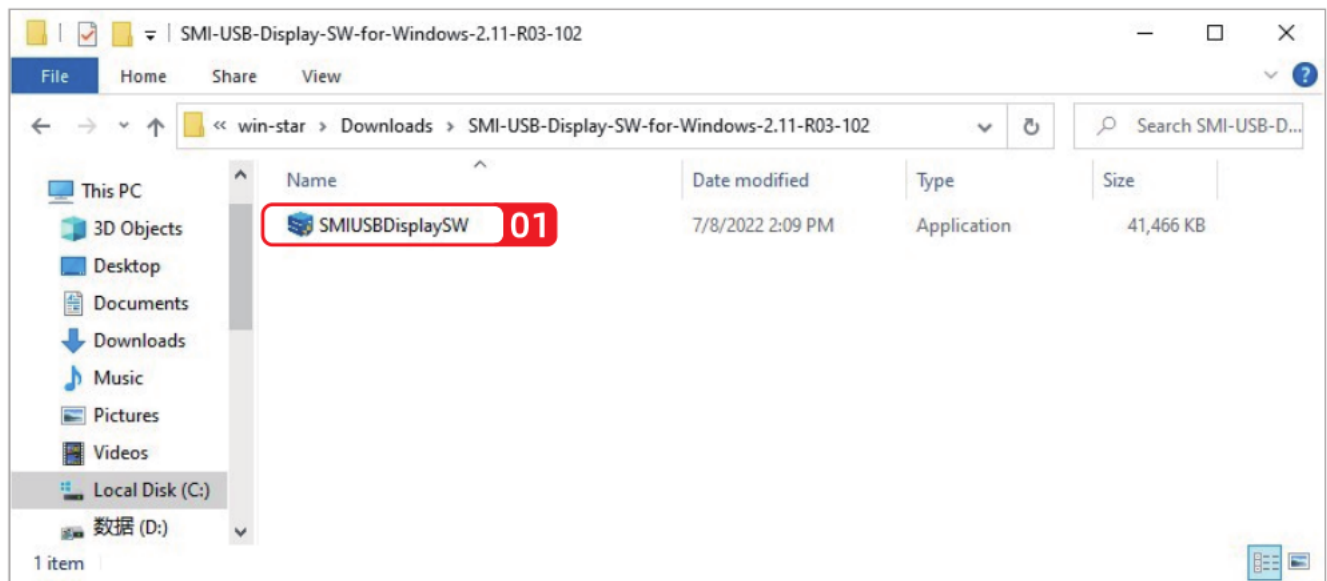 SMI-USB-Display-SW-for-Windows-2.11-R03-102
File Home Share View
« win-star › Downloads › SMI-USB-Display-SW-for-Windows-2.11-R03-102 Search SMI-USB-D...
This PC
3D Objects
Desktop
Documents
Downloads
Music
Pictures
Videos
Local Disk (C:)
数据 (D:)
Name Date modified Type Size
SMIUSBDisplaySW 01 7/8/2022 2:09 PM Application 41,466 KB
1 item